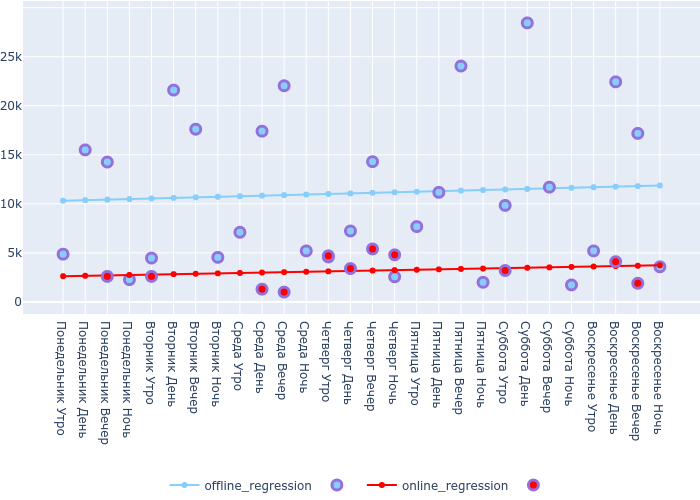 25k
20k
15k
10k
5k
0
Понедельник Утро
Понедельник День
Понедельник Вечер
Понедельник Ночь
Вторник Утро
Вторник День
Вторник Вечер
Вторник Ночь
Среда Утро
Среда День
Среда Вечер
Среда Ночь
Четверг Утро
Четверг День
Четверг Вечер
Четверг Ночь
Пятница Утро
Пятница День
Пятница Вечер
Пятница Ночь
Суббота Утро
Суббота День
Суббота Вечер
Суббота Ночь
Воскресенье Утро
Воскресенье День
Воскресенье Вечер
Воскресенье Ночь
offline_regression
online_regression